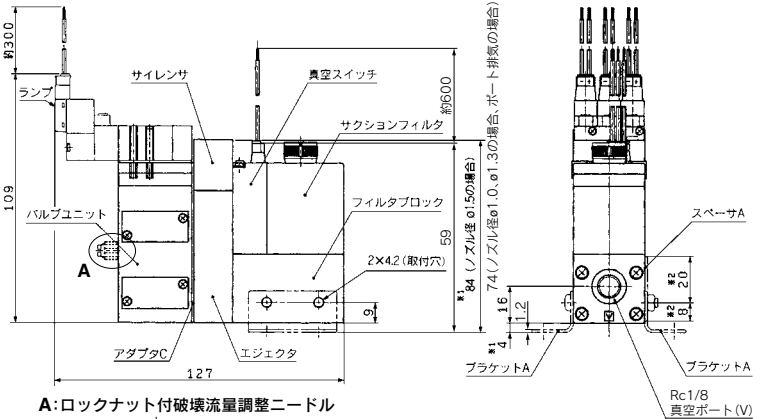 約300
ランプ
109
バルブユニット
A
サイレンサ
真空スイッチ
サクションフィルタ
フィルタブロック
2×4.2(取付穴)
9
アダプタC
エジェクタ
127
約600
59
※1 84 (ノズル径 ø1.5の場合)
74(ノズル径ø1.0、ø1.3の場合、ポート排気の場合)
スペーサA
16
1.2
※1 4
※2 20
※2 8
ブラケットA
ブラケットA
Rc1/8
真空ポート(V)
A:ロックナット付破壊流量調整ニードル